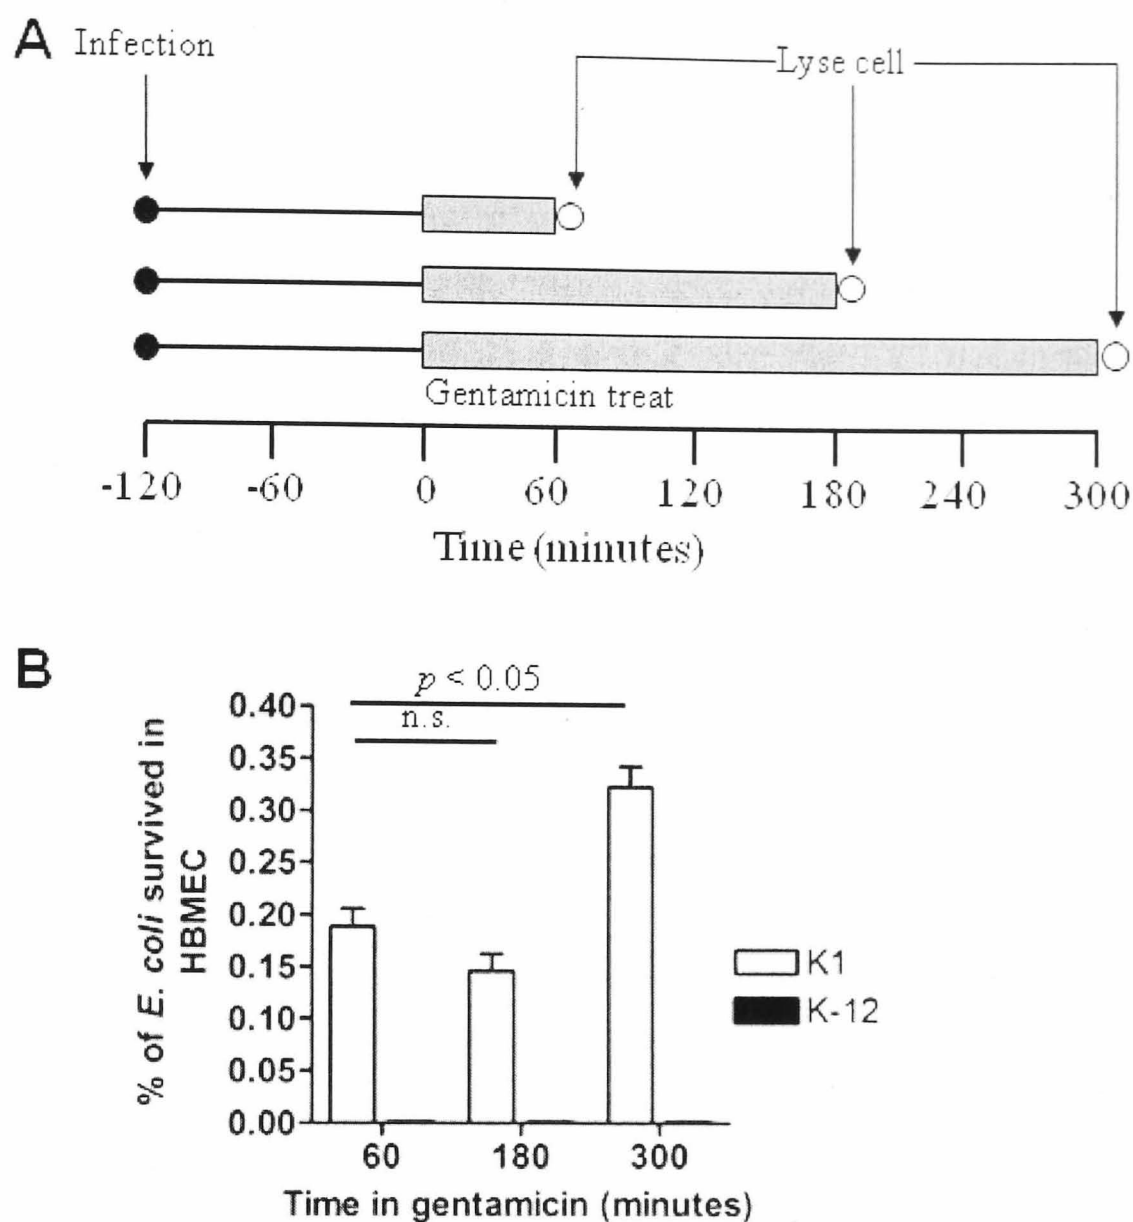 A
Infection
Lyse cell
Gentamicin treat
-120 -60 0 60 120 180 240 300
Time (minutes)
B
p < 0.05
n.s.
% of E. coli survived in
HBMEC
0.40
0.35
0.30
0.25
0.20
0.15
0.10
0.05
0.00
K1
K-12
60 180 300
Time in gentamicin (minutes)